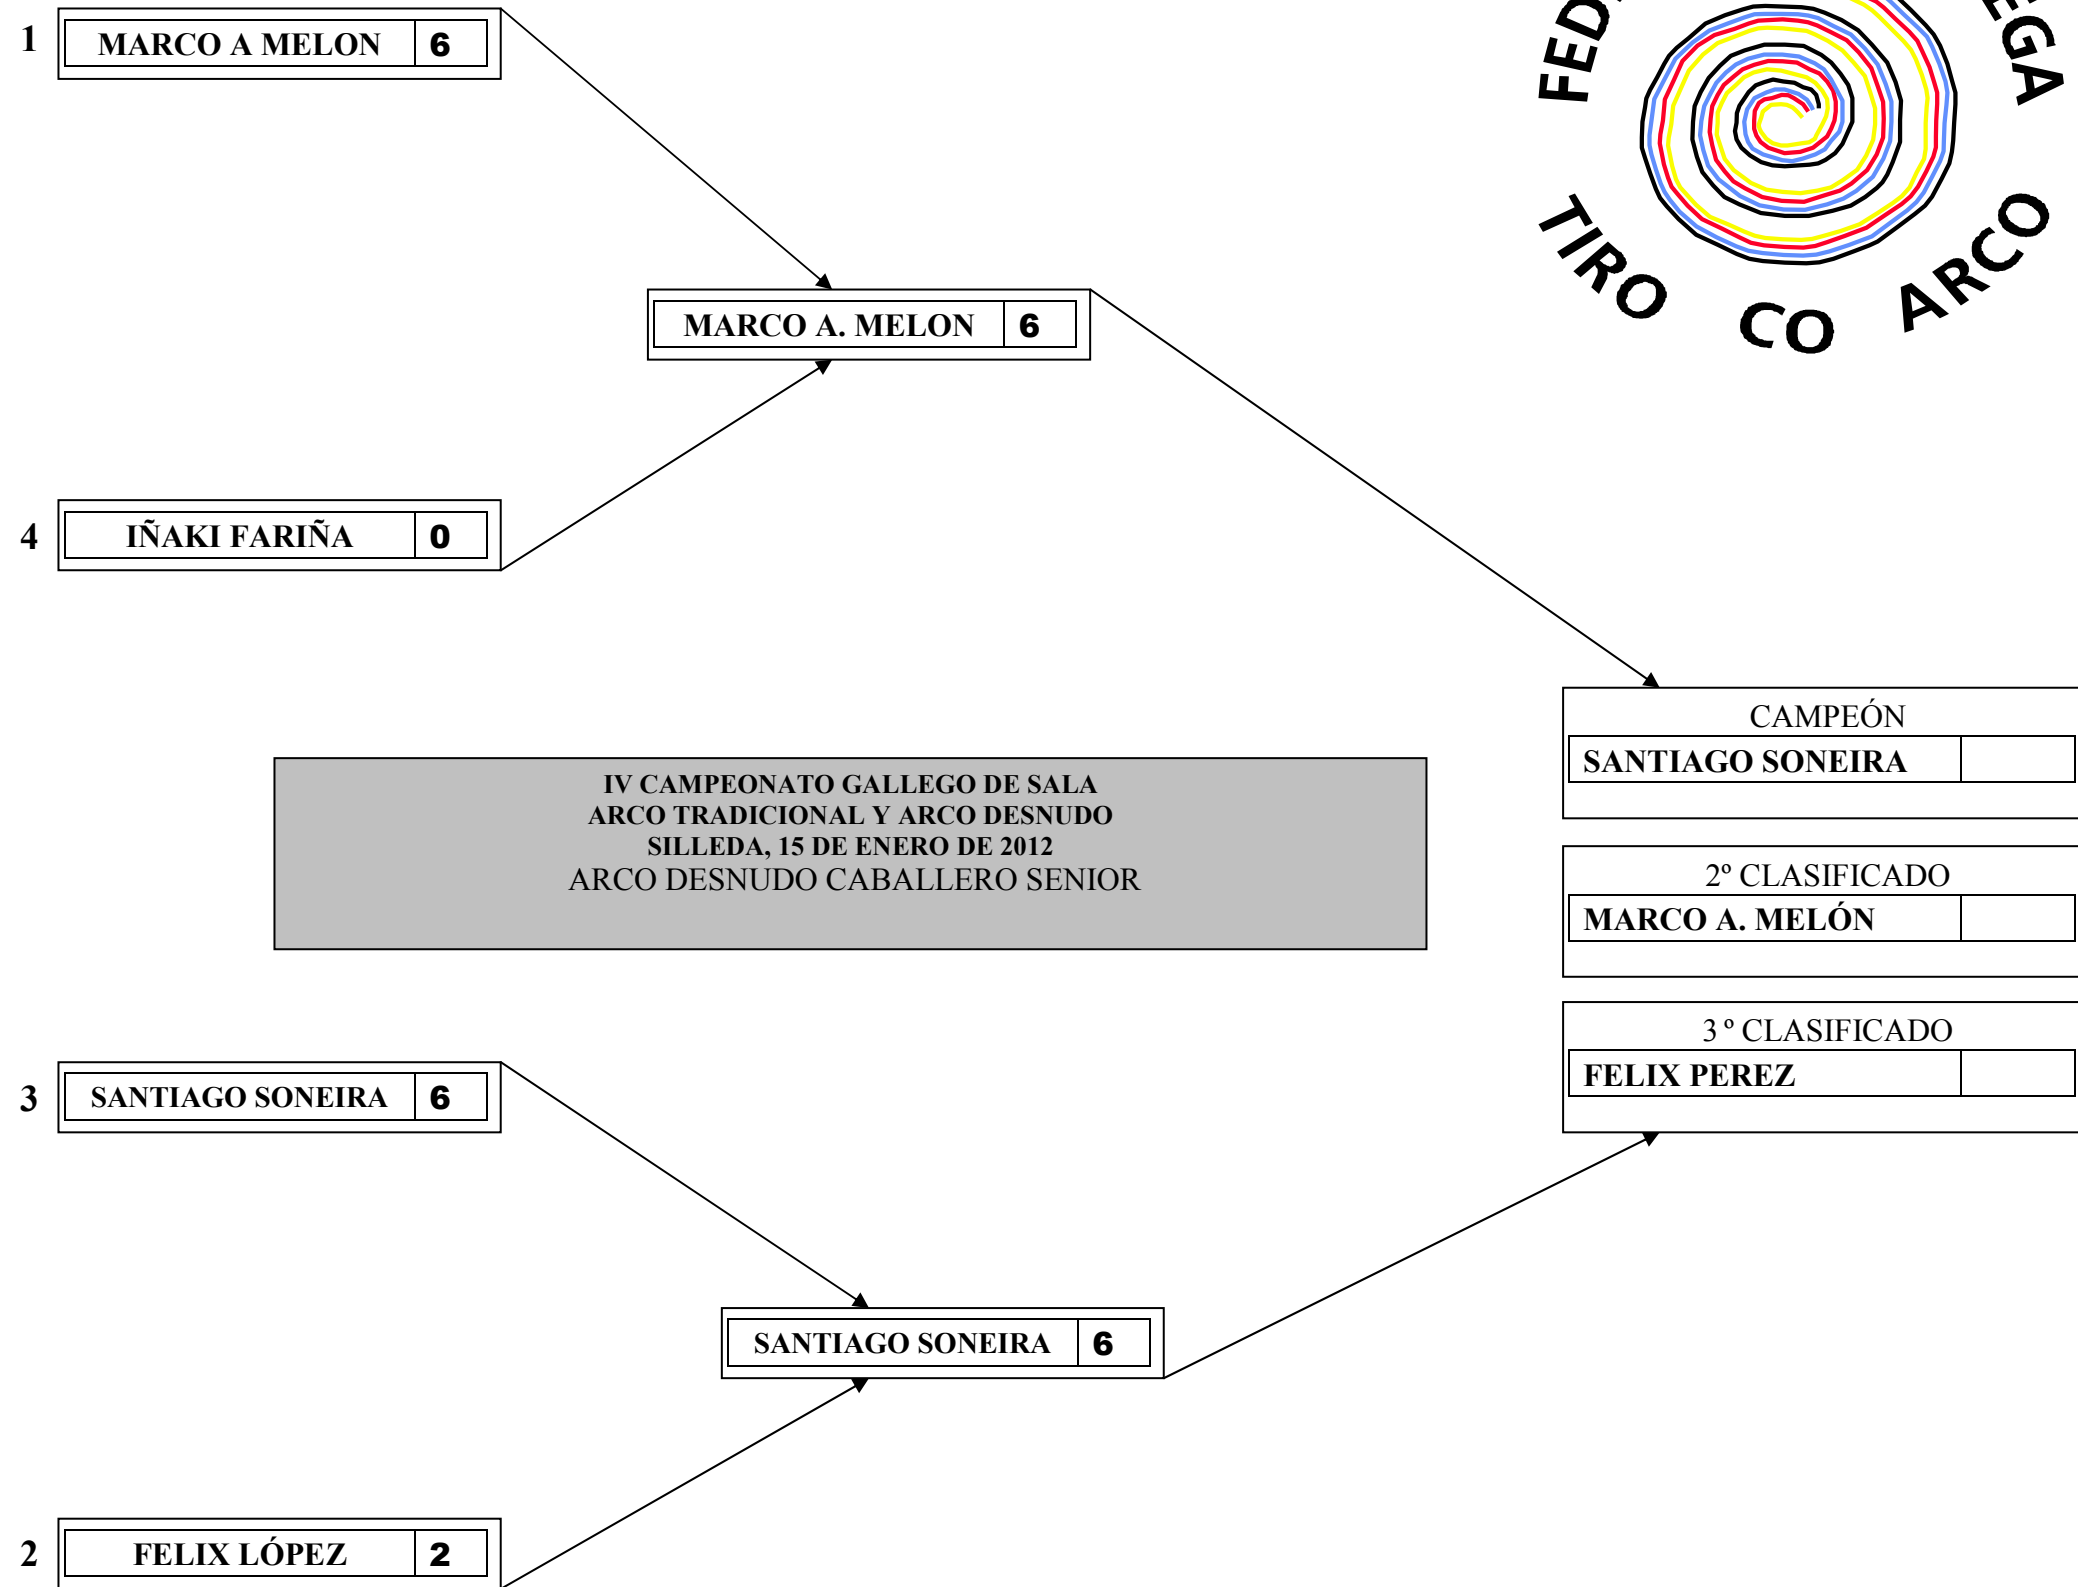 1
MARCO A MELON 6
MARCO A. MELON 6
4
IÑAKI FARIÑA 0
TIRO CO ARCO
CAMPEÓN
SANTIAGO SONEIRA
IV CAMPEONATO GALLEGO DE SALA
ARCO TRADICIONAL Y ARCO DESNUDO
SILLEDA, 15 DE ENERO DE 2012
ARCO DESNUDO CABALLERO SENIOR
2º CLASIFICADO
MARCO A. MELÓN
3º CLASIFICADO
FELIX PEREZ
3
SANTIAGO SONEIRA 6
SANTIAGO SONEIRA 6
2
FELIX LÓPEZ 2